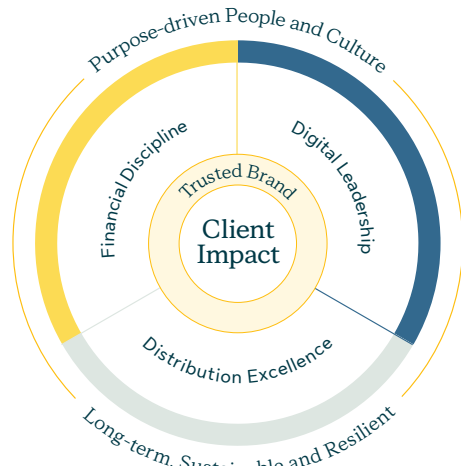 Purpose-driven People and Culture
Financial Discipline
Digital Leadership
Trusted Brand
Client
Impact
Distribution Excellence
Long-term, Sustainable and Resilient